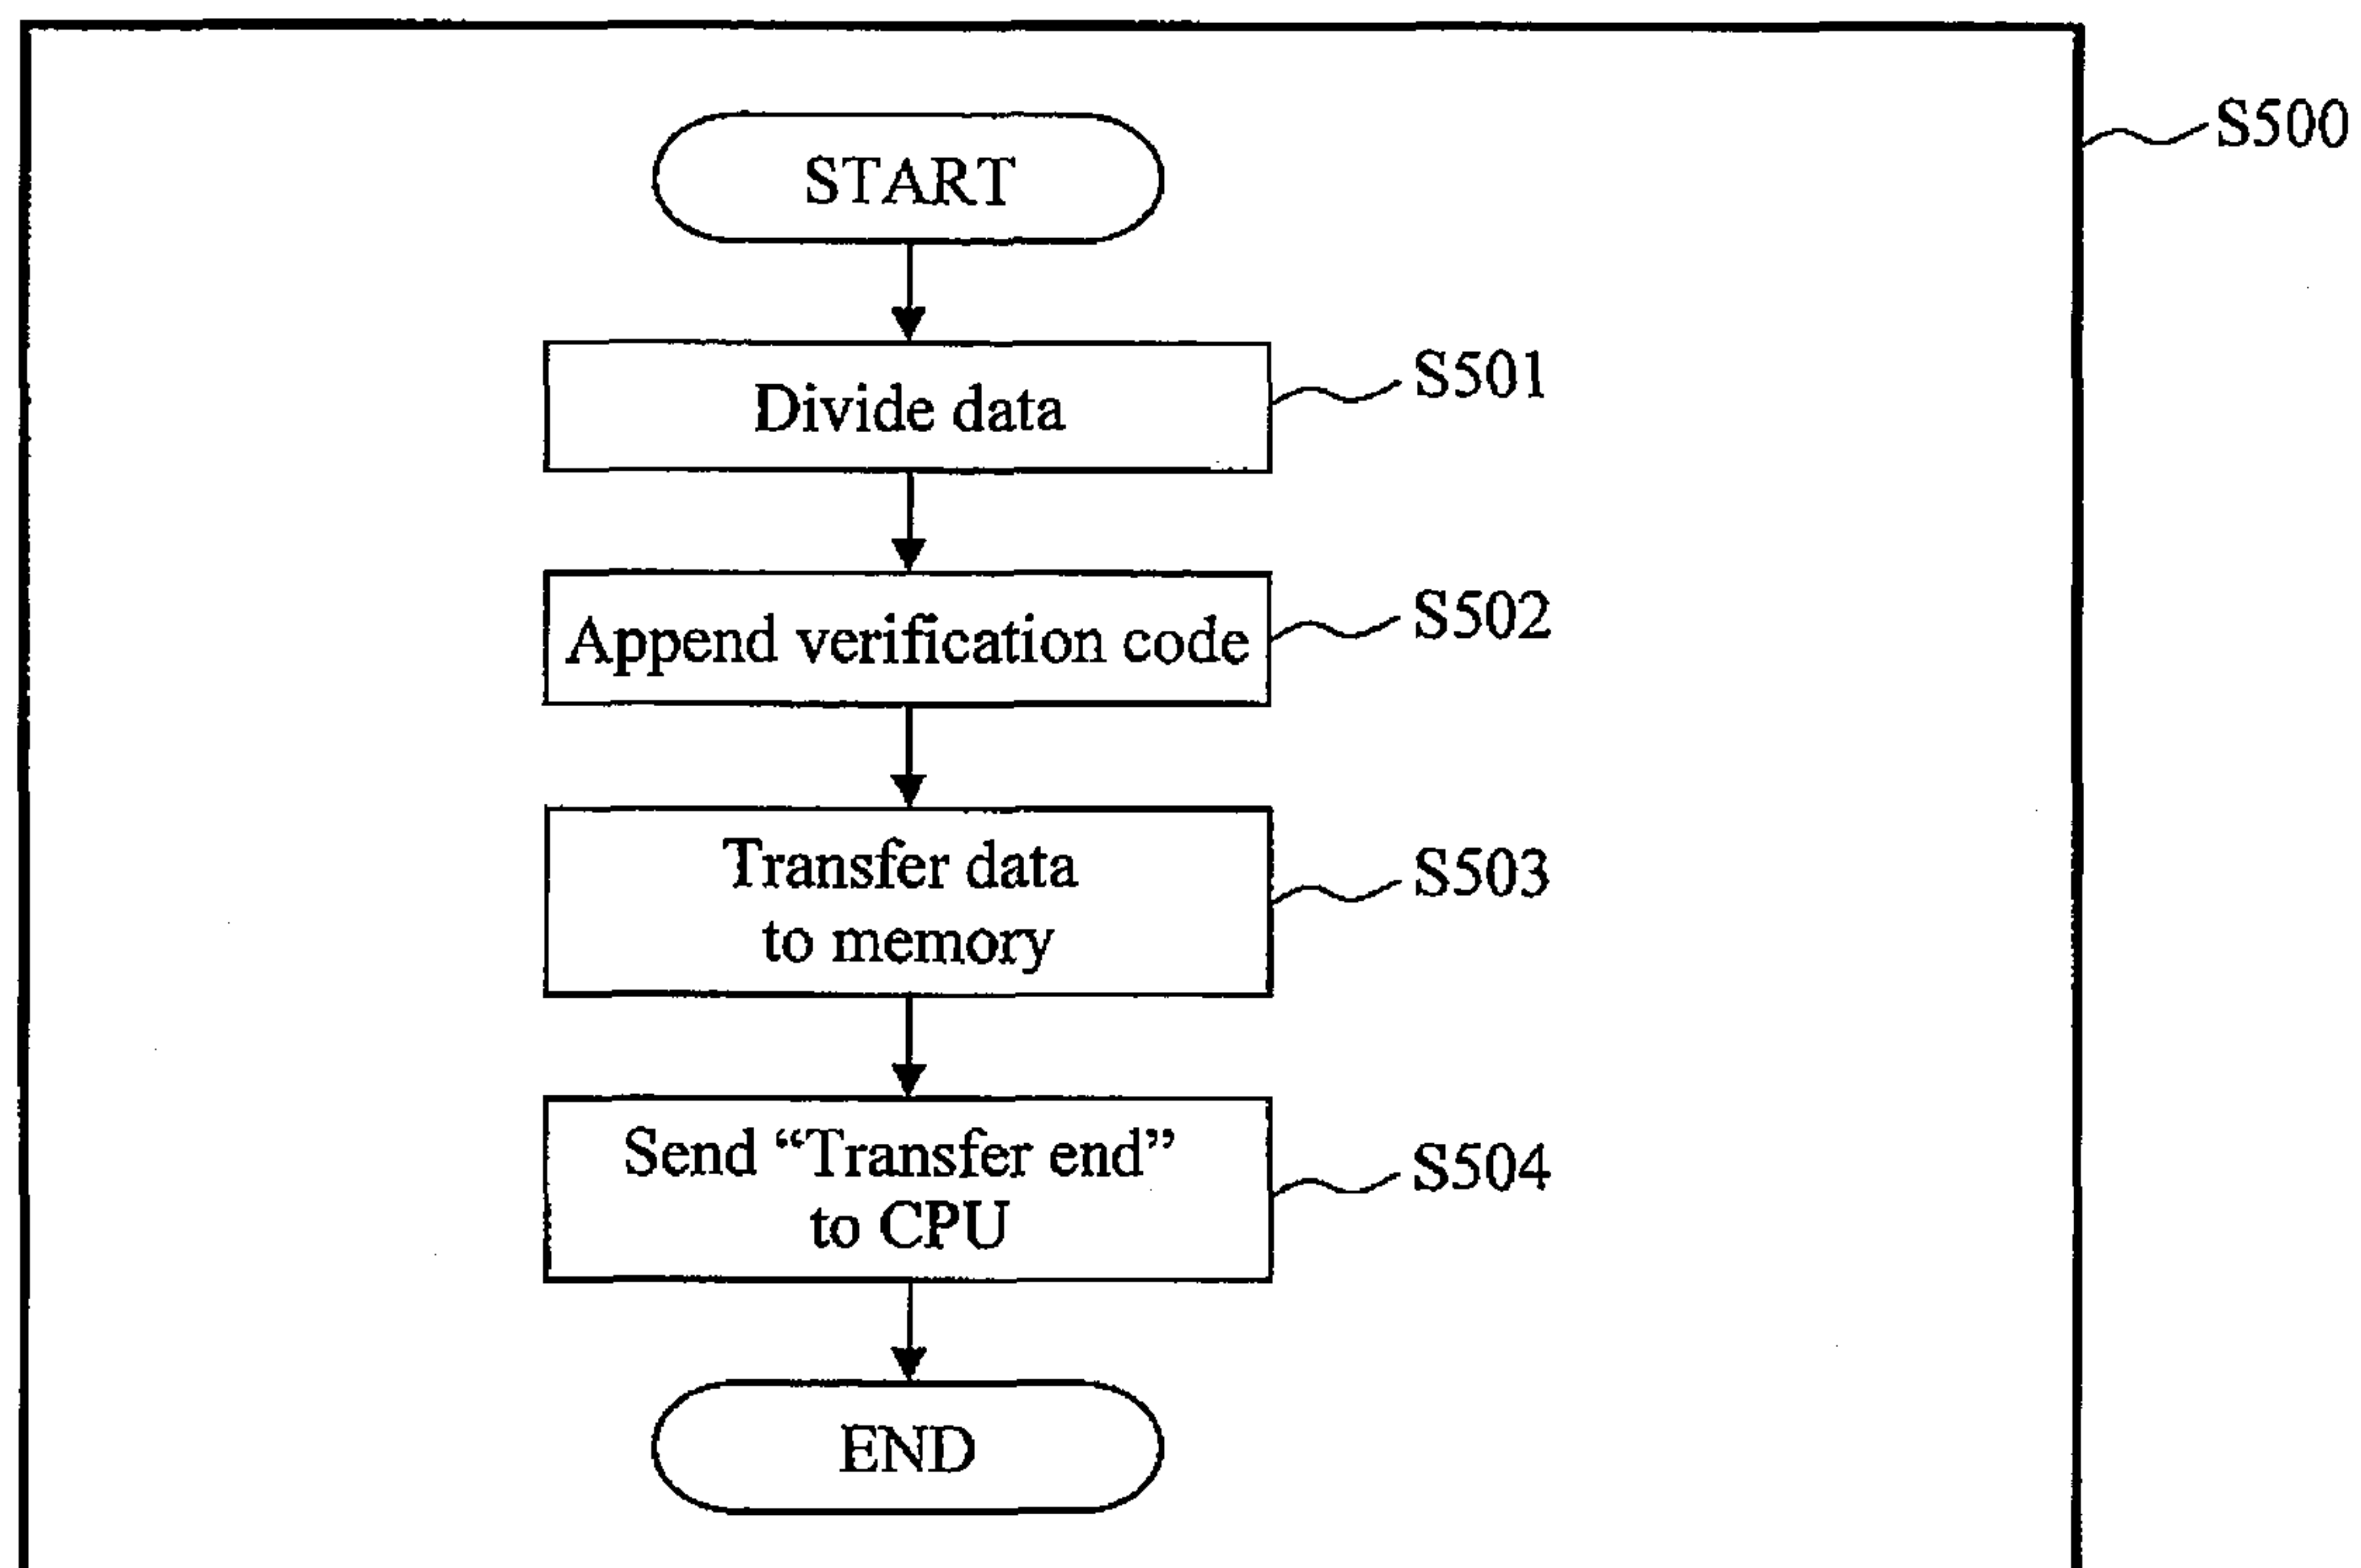 S500
START
Divide data
S501
Append verification code
S502
Transfer data
to memory
S503
Send “Transfer end”
to CPU
S504
END